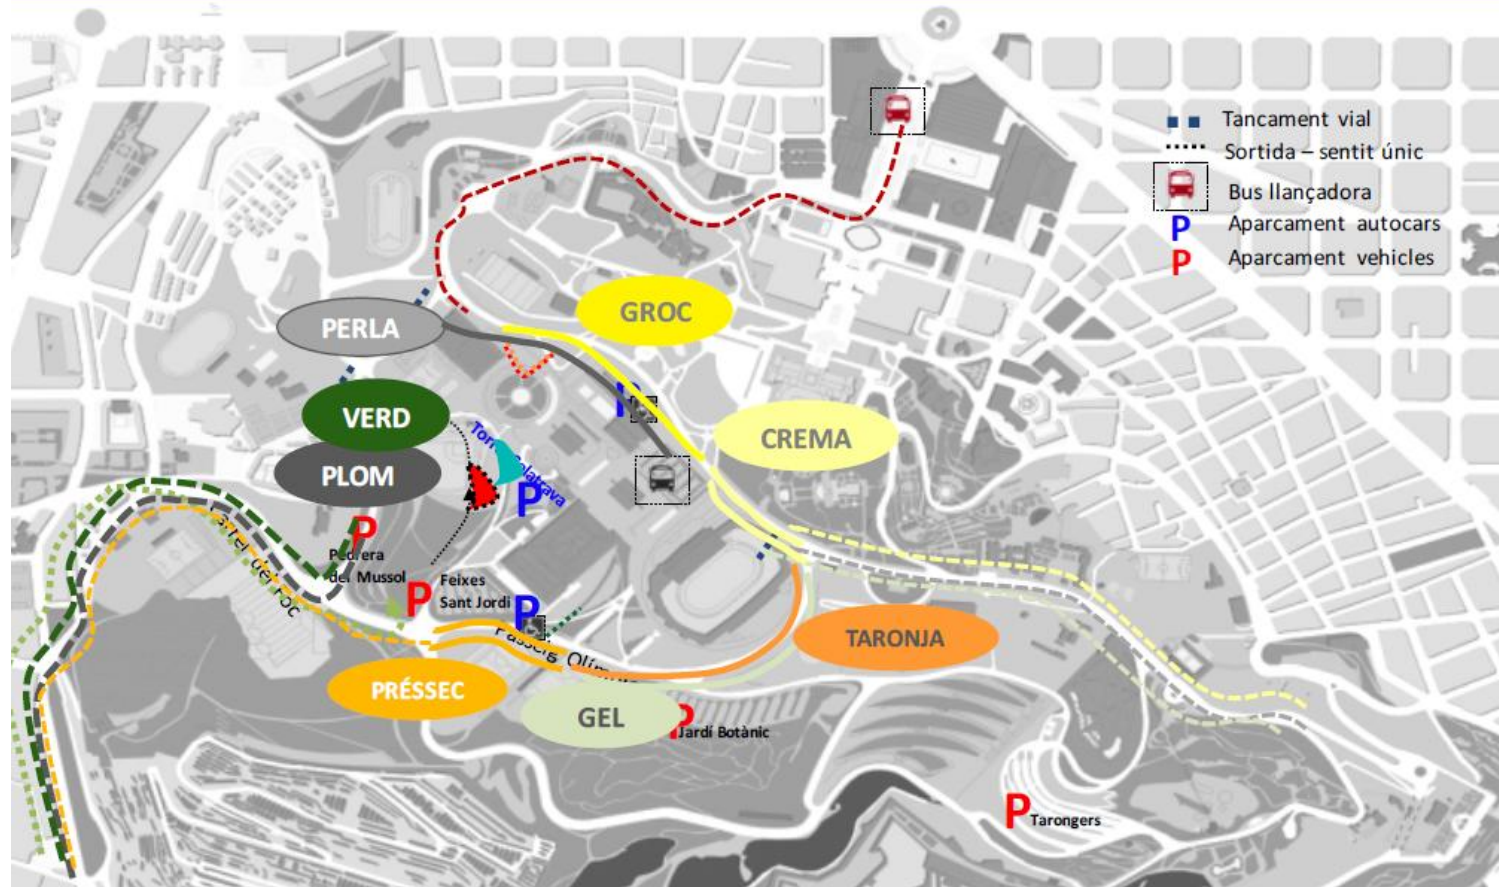 Tancament vial
Sortida – sentit únic
Bus llançadora
P Aparcament autocars
P Aparcament vehicles
GROC
PERLA
VERD
CREMA
PLOM
P
P
Pedrera
del Mussol
P
Feixes
Sant Jordi
P
Passeig
TARONJA
PRÉSSEC
GEL
P
Jardí Botànic
P
Tarongers